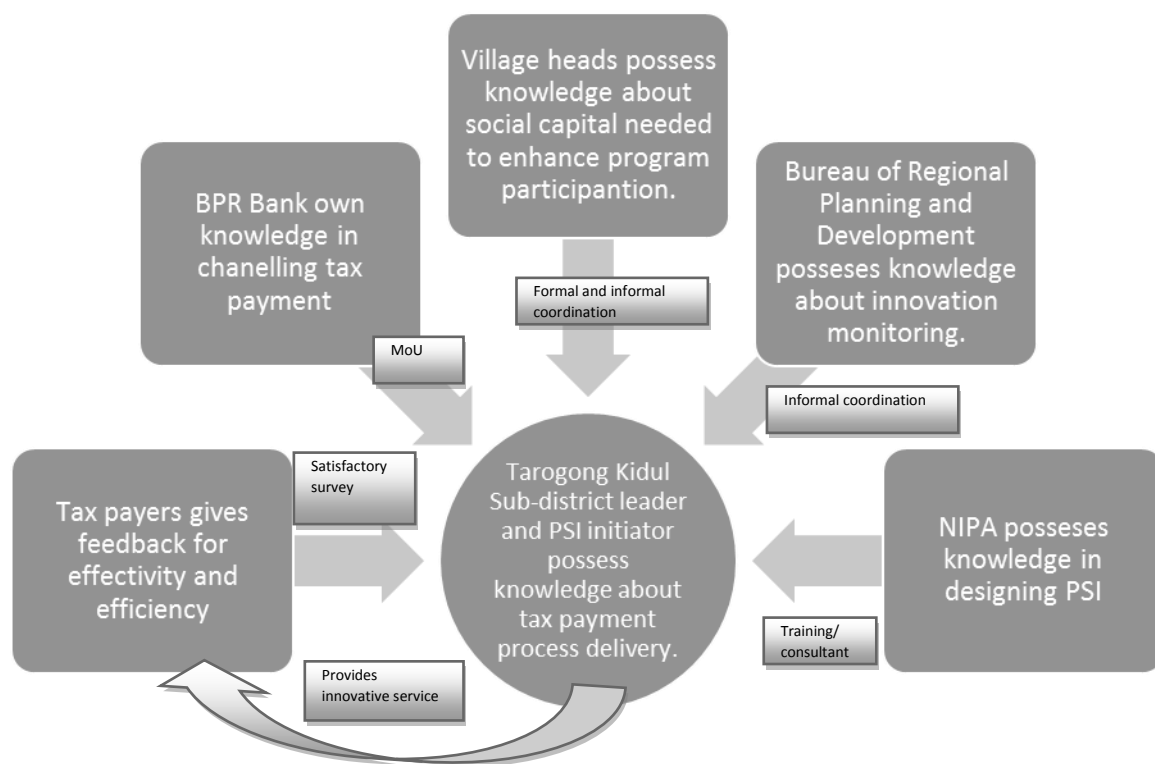 Village heads possess
knowledge about
social capital needed
to enhance program
participantion.
BPR Bank own
knowledge in
chanelling tax
payment
Bureau of Regional
Planning and
Development
posseses knowledge
about innovation
monitoring.
Formal and informal
coordination
MoU
Informal coordination
Satisfactory
survey
Tax payers gives
feedback for
effectivity and
efficiency
Tarogong Kidul
Sub-district leader
and PSI initiator
possess
knowledge about
tax payment
process delivery.
NIPA posseses
knowledge in
designing PSI
Training/
consultant
Provides
innovative service